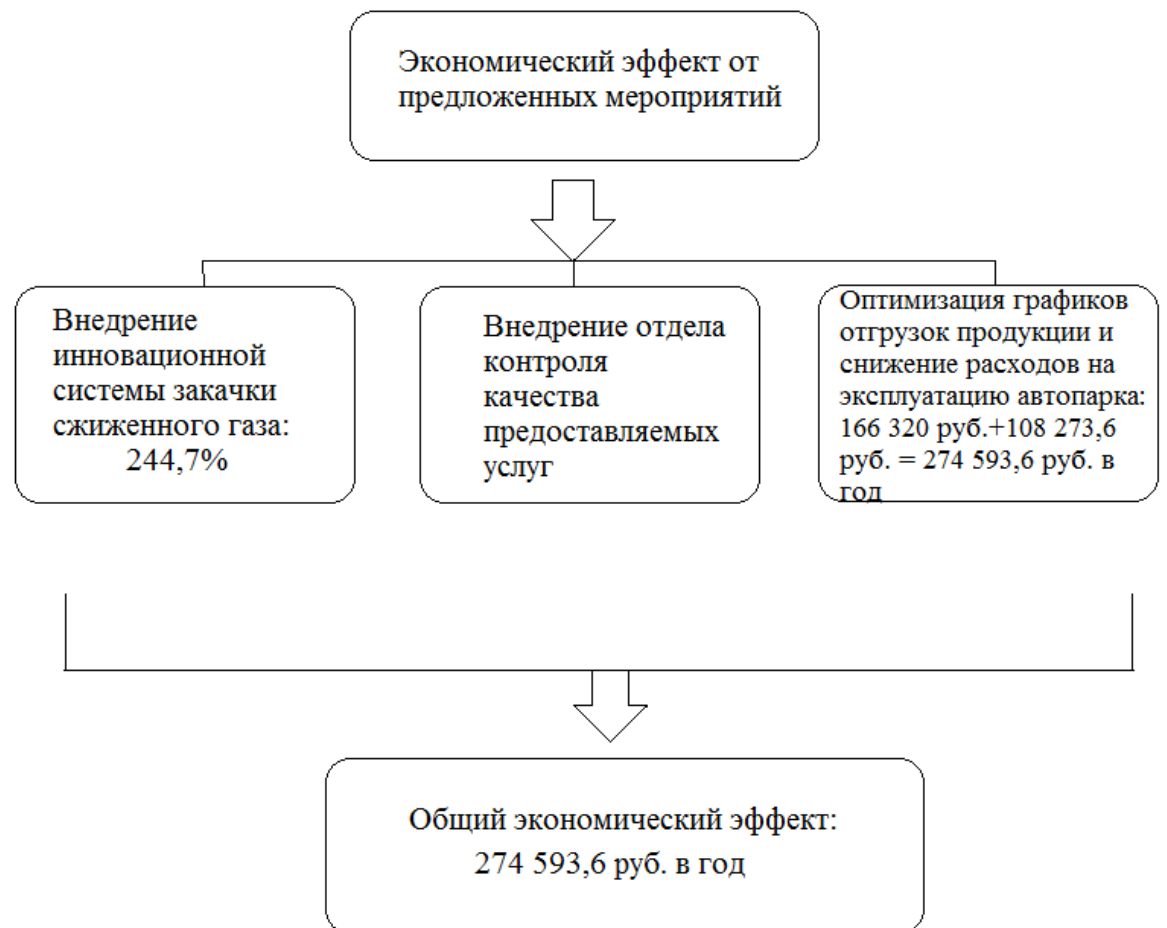 Экономический эффект от
предложенных мероприятий
Внедрение
инновационной
системы закачки
сжиженного газа:
244,7%
Внедрение отдела
контроля
качества
предоставляемых
услуг
Оптимизация графиков
отгрузок продукции и
снижение расходов на
эксплуатацию автопарка:
166 320 руб.+108 273,6
руб. = 274 593,6 руб. в
год
Общий экономический эффект:
274 593,6 руб. в год